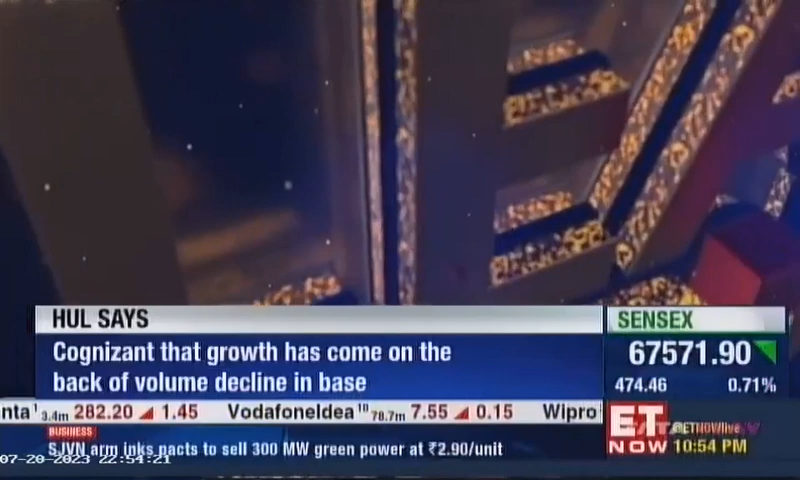 HUL SAYS
Cognizant that growth has come on the
back of volume decline in base
SENSEX
67571.90
474.46 0.71%
nta 3.4m 282.20 1.45 VodafoneIdea 78.7m 7.55 0.15 Wipro
BUSINESS
SJVN arm inks pacts to sell 300 MW green power at ₹2.90/unit
ET
NOW
@ETNOWlive
10:54 PM
07-20-2023 22:54:21